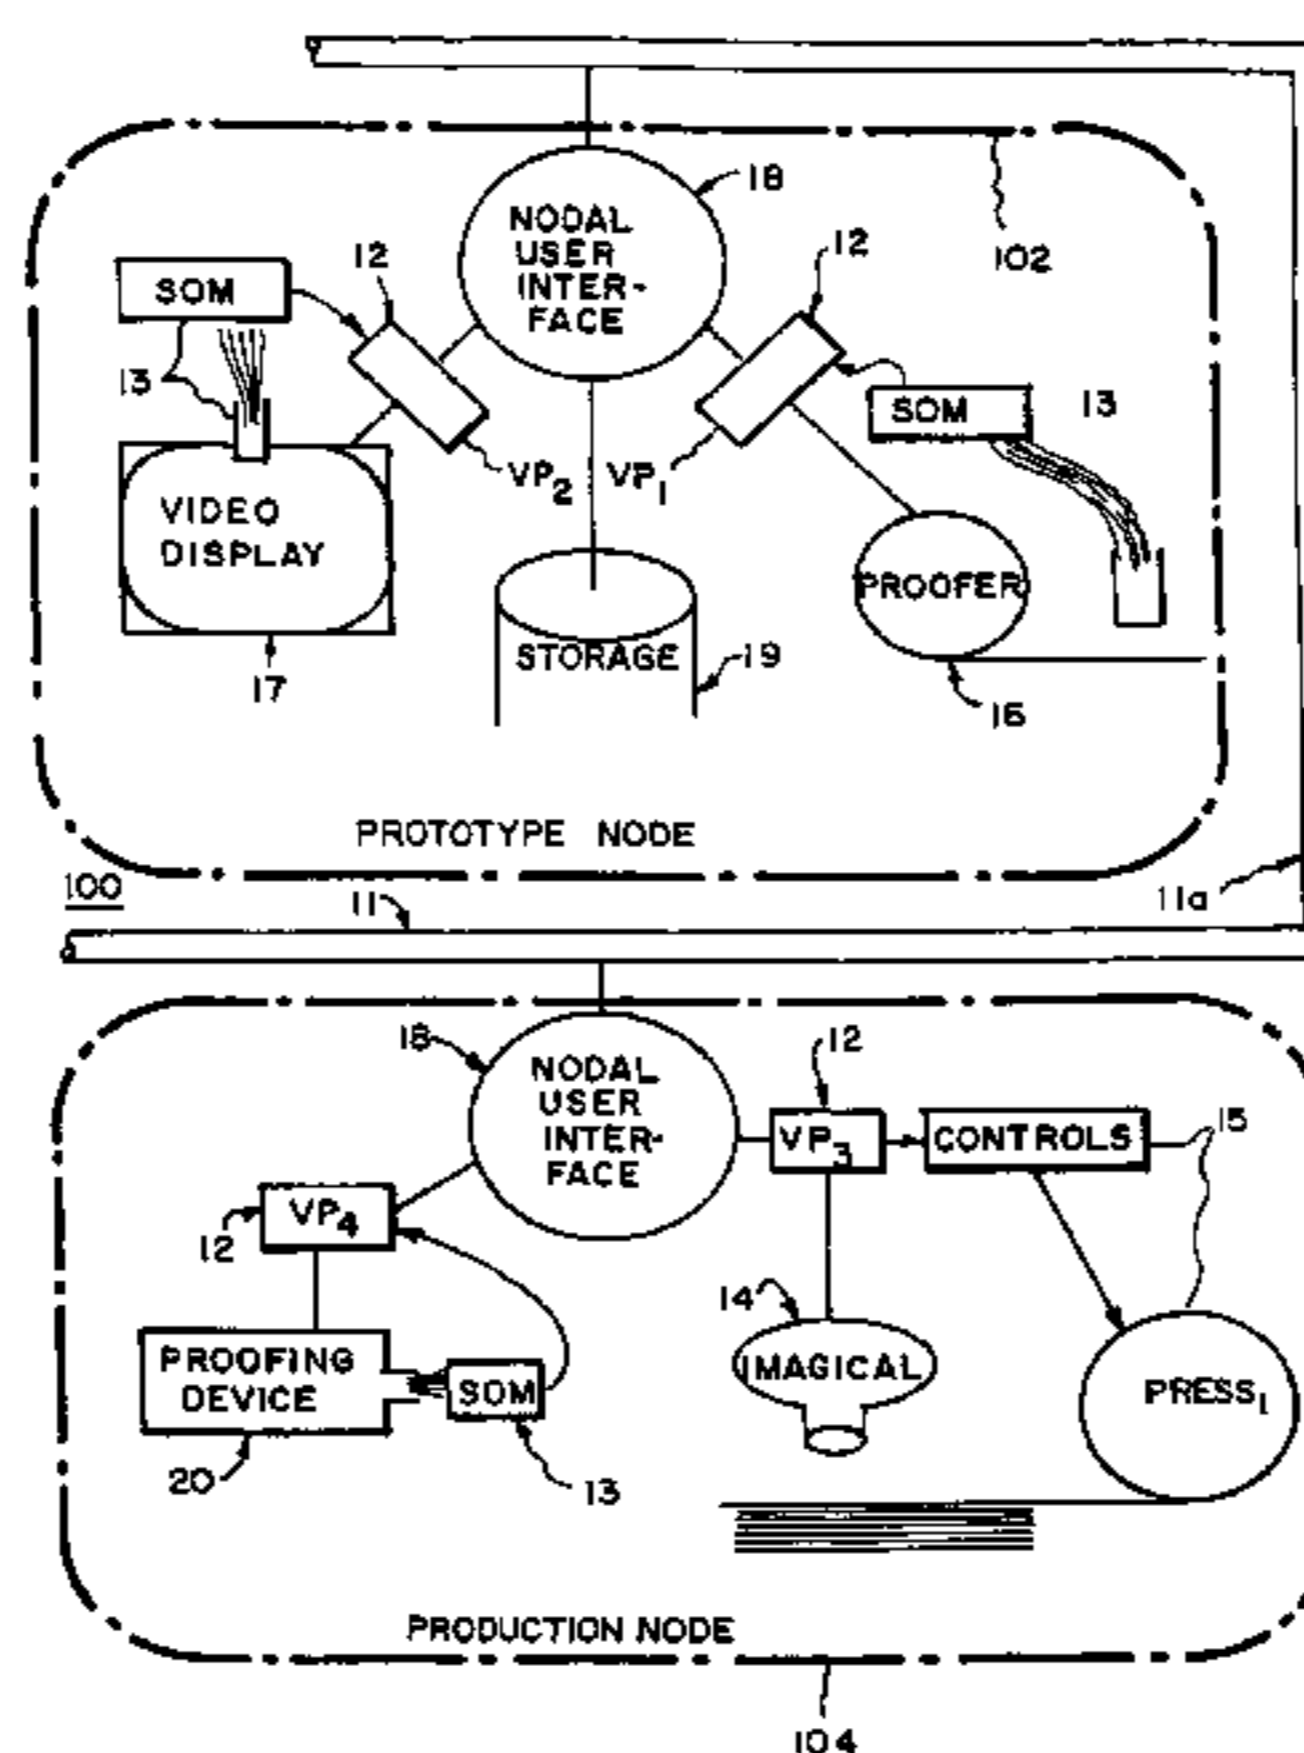 18
NODAL
USER
INTER-
FACE
102
12
12
SOM
SOM
13
13
VP2
VP1
VIDEO
DISPLAY
PROOFER
STORAGE
19
17
16
PROTOTYPE NODE
100
11
11a
18
NODAL
USER
INTER-
FACE
12
VP3
CONTROLS
15
VP4
12
14
IMAGICAL
PROOFING
DEVICE
SOM
PRESS1
20
13
PRODUCTION NODE
104